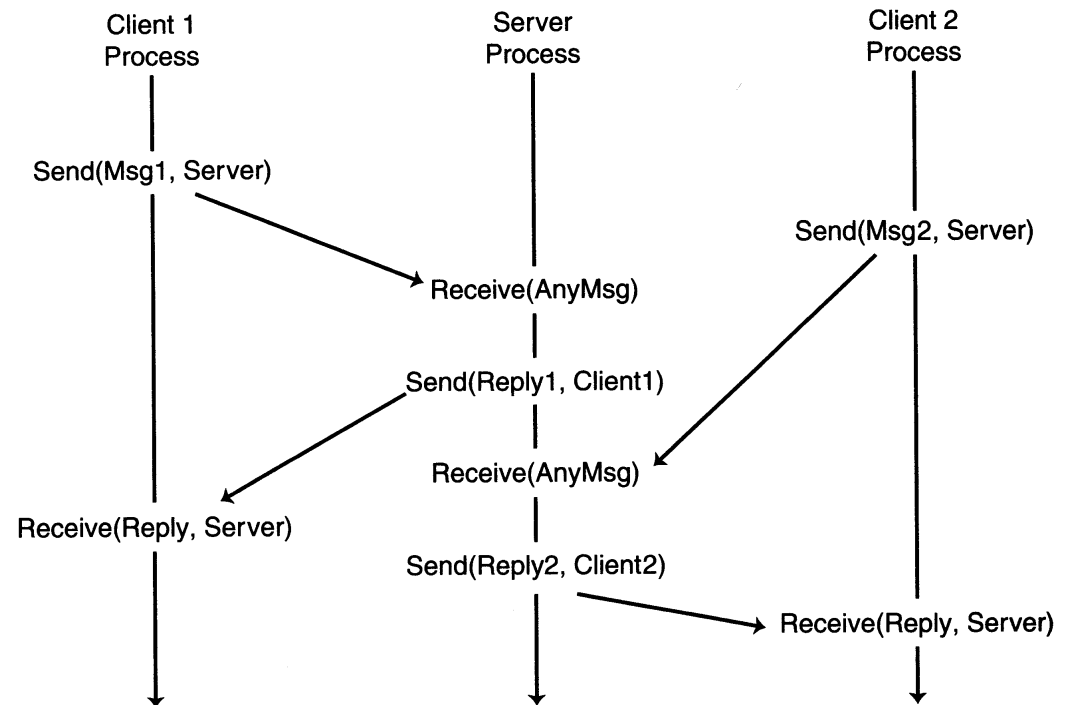 Client 1
Process
Server
Process
Client 2
Process
Send(Msg1, Server)
Send(Msg2, Server)
Receive(AnyMsg)
Send(Reply1, Client1)
Receive(AnyMsg)
Receive(Reply, Server)
Send(Reply2, Client2)
Receive(Reply, Server)